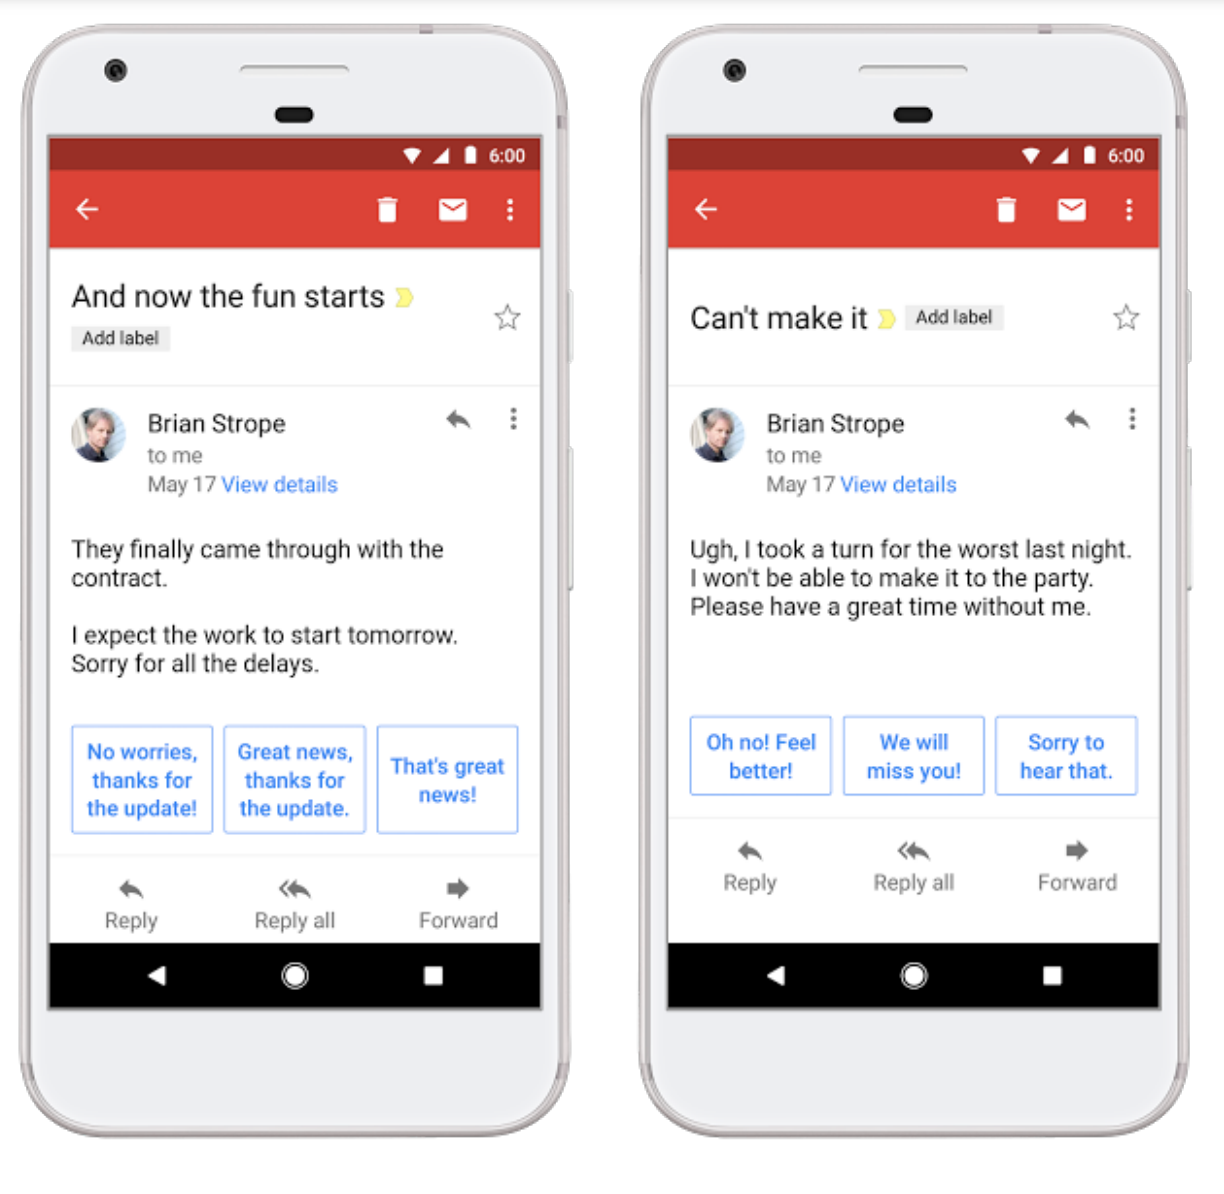 6:00
And now the fun starts
Add label
Brian Strope
to me
May 17 View details
They finally came through with the
contract.
I expect the work to start tomorrow.
Sorry for all the delays.
No worries,
thanks for
the update!
Great news,
thanks for
the update.
That's great
news!
Reply
Reply all
Forward
6:00
Can't make it
Add label
Brian Strope
to me
May 17 View details
Ugh, I took a turn for the worst last night.
I won't be able to make it to the party.
Please have a great time without me.
Oh no! Feel
better!
We will
miss you!
Sorry to
hear that.
Reply
Reply all
Forward